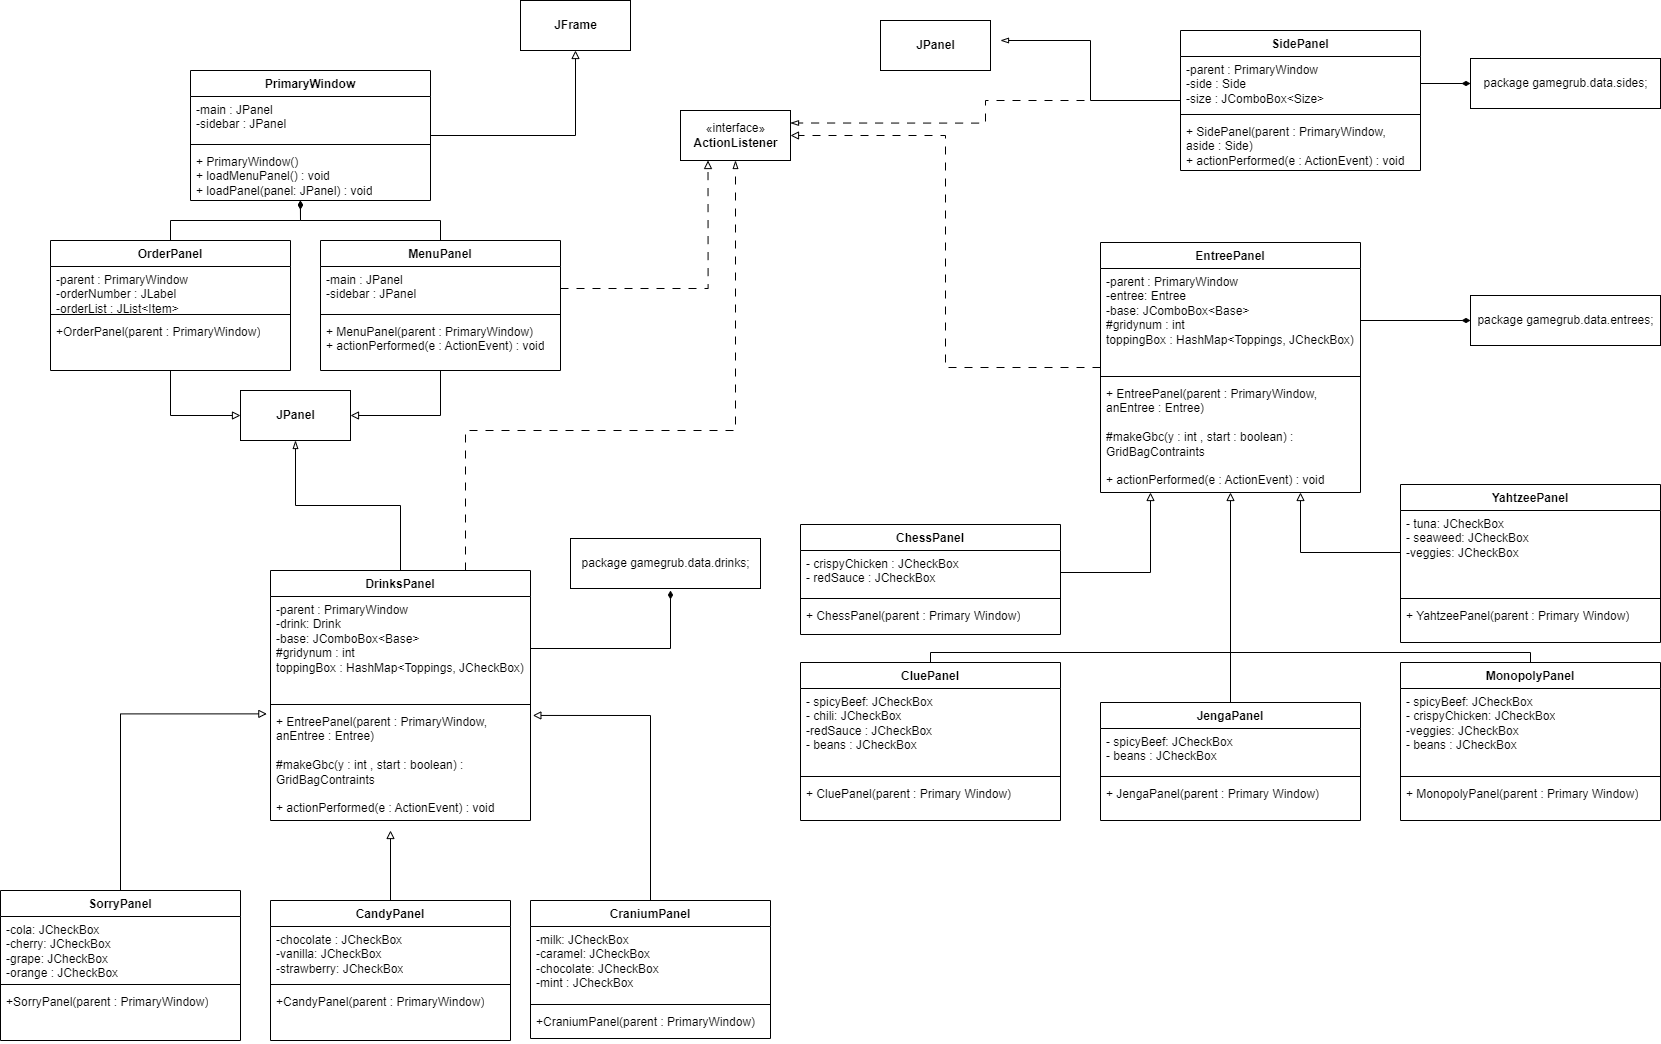 JFrame
JPanel
SidePanel
-parent : PrimaryWindow
-side : Side
-size : JComboBox<Size>
+ SidePanel(parent : PrimaryWindow,
aside : Side)
+ actionPerformed(e : ActionEvent) : void
package gamegrub.data.sides;
PrimaryWindow
-main : JPanel
-sidebar : JPanel
+ PrimaryWindow()
+ loadMenuPanel() : void
+ loadPanel(panel: JPanel) : void
«interface»
ActionListener
OrderPanel
-parent : PrimaryWindow
-orderNumber : JLabel
-orderList : JList<Item>
+OrderPanel(parent : PrimaryWindow)
MenuPanel
-main : JPanel
-sidebar : JPanel
+ MenuPanel(parent : PrimaryWindow)
+ actionPerformed(e : ActionEvent) : void
JPanel
EntreePanel
-parent : PrimaryWindow
-entree: Entree
-base: JComboBox<Base>
#gridynum : int
toppingBox : HashMap<Toppings, JCheckBox)
+ EntreePanel(parent : PrimaryWindow,
anEntree : Entree)
#makeGbc(y : int , start : boolean) :
GridBagContraints
+ actionPerformed(e : ActionEvent) : void
package gamegrub.data.entrees;
DrinksPanel
-parent : PrimaryWindow
-drink: Drink
-base: JComboBox<Base>
#gridynum : int
toppingBox : HashMap<Toppings, JCheckBox)
+ EntreePanel(parent : PrimaryWindow,
anEntree : Entree)
#makeGbc(y : int , start : boolean) :
GridBagContraints
+ actionPerformed(e : ActionEvent) : void
package gamegrub.data.drinks;
ChessPanel
- crispyChicken : JCheckBox
- redSauce : JCheckBox
+ ChessPanel(parent : Primary Window)
YahtzeePanel
- tuna: JCheckBox
- seaweed: JCheckBox
-veggies: JCheckBox
+ YahtzeePanel(parent : Primary Window)
CluePanel
- spicyBeef: JCheckBox
- chili: JCheckBox
-redSauce : JCheckBox
- beans : JCheckBox
+ CluePanel(parent : Primary Window)
JengaPanel
- spicyBeef: JCheckBox
- beans : JCheckBox
+ JengaPanel(parent : Primary Window)
MonopolyPanel
- spicyBeef: JCheckBox
- crispyChicken: JCheckBox
-veggies: JCheckBox
- beans : JCheckBox
+ MonopolyPanel(parent : Primary Window)
SorryPanel
-cola: JCheckBox
-cherry: JCheckBox
-grape: JCheckBox
-orange : JCheckBox
+SorryPanel(parent : PrimaryWindow)
CandyPanel
-chocolate : JCheckBox
-vanilla: JCheckBox
-strawberry: JCheckBox
+CandyPanel(parent : PrimaryWindow)
CraniumPanel
-milk: JCheckBox
-caramel: JCheckBox
-chocolate: JCheckBox
-mint : JCheckBox
+CraniumPanel(parent : PrimaryWindow)